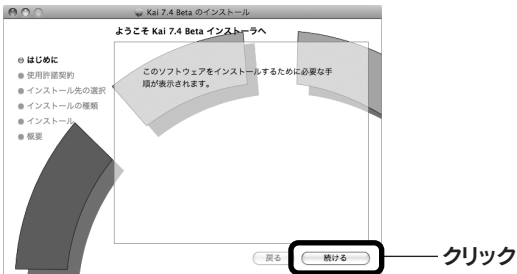 Kai 7.4 Beta のインストール
ようこそ Kai 7.4 Beta インストーラへ
はじめに
使用許諾契約
インストール先の選択
インストールの種類
インストール
概要
このソフトウェアをインストールするために必要な手
順が表示されます。
戻る
続ける
クリック